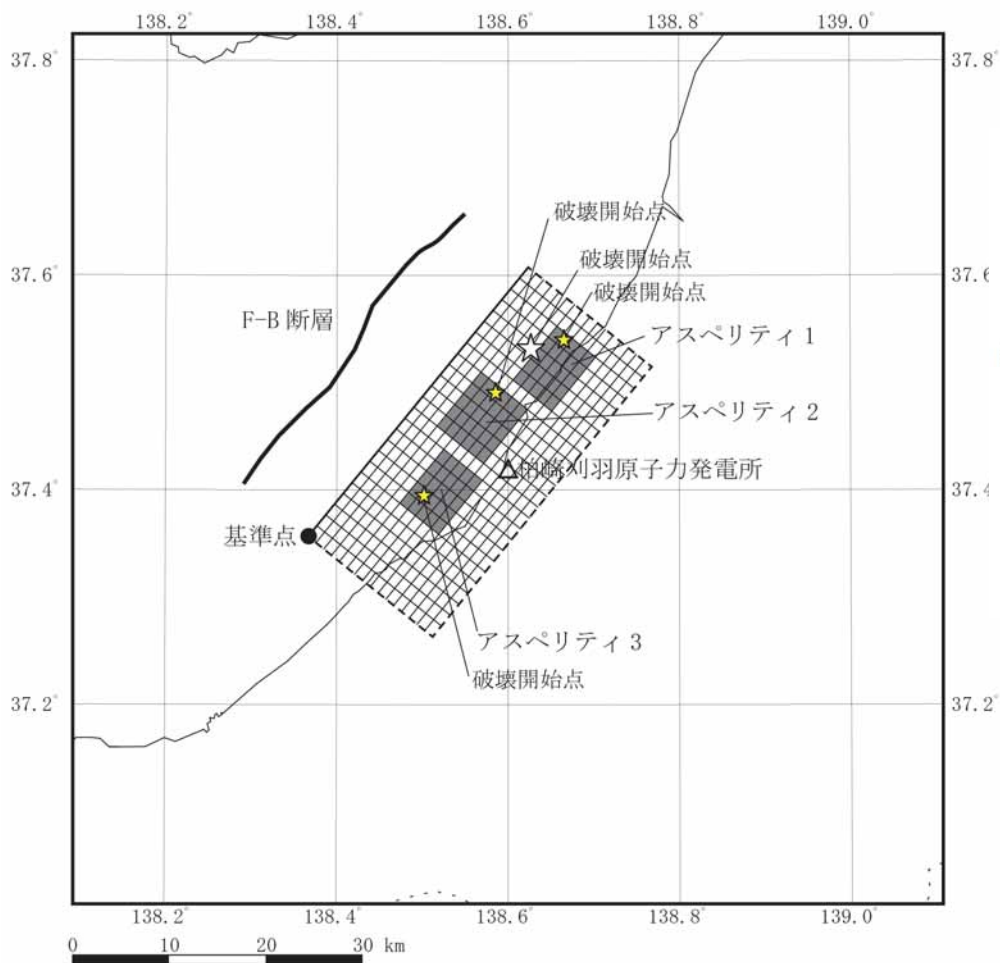 138.2° 138.4° 138.6° 138.8° 139.0°
37.8° 37.8°
破壊開始点
破壊開始点
37.6° 37.6
破壊開始点
F-B 断層
アスペリティ 1
アスペリティ 2
柏崎刈羽原子力発電所
37.4° 37.4
基準点
アスペリティ 3
破壊開始点
37.2° 37.2°
138.2° 138.4° 138.6° 138.8° 139.0°
0 10 20 30 km